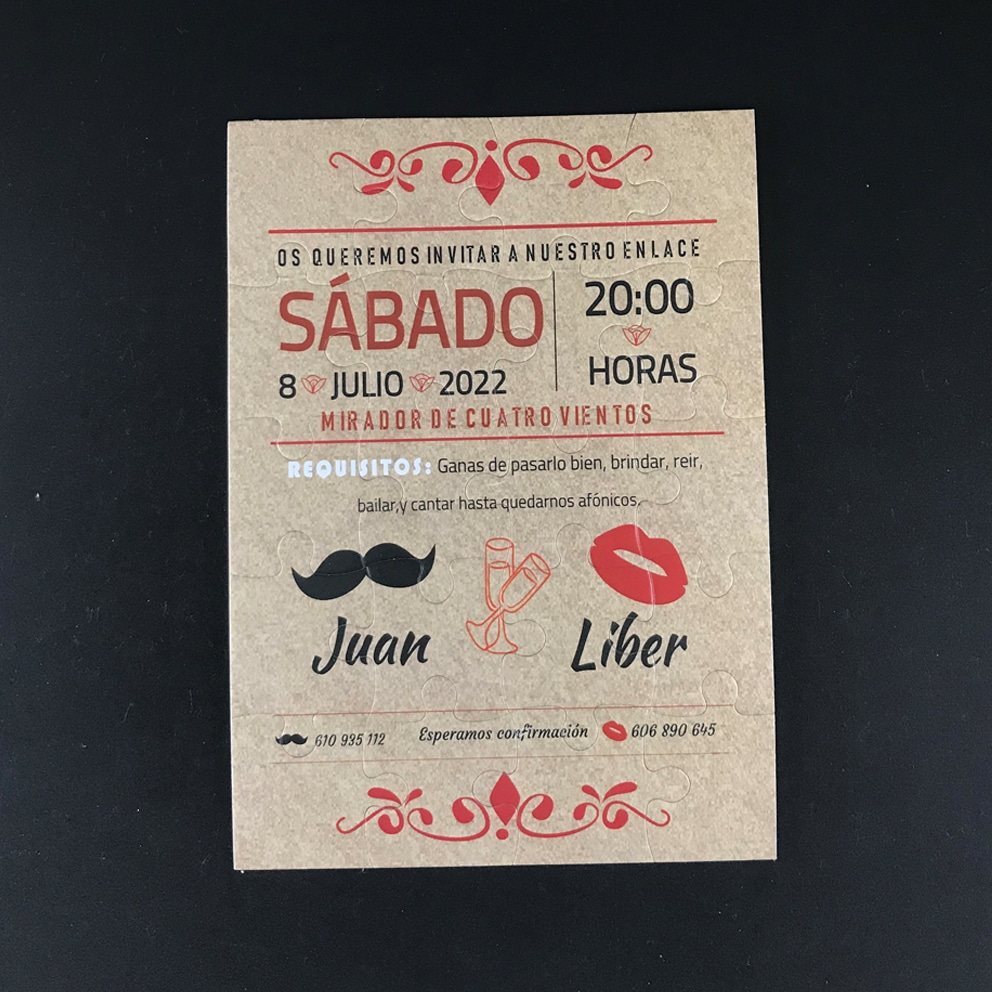 OS QUEREMOS INVITAR A NUESTRO ENLACE
SÁBADO
8 JULIO 2022
20:00
HORAS
MIRADOR DE CUATRO VIENTOS
REQUISITOS: Ganas de pasarlo bien, brindar, reir,
bailar,y cantar hasta quedarnos afónicos.
Juan
Liber
610 935 112 Esperamos confirmación 606 890 645